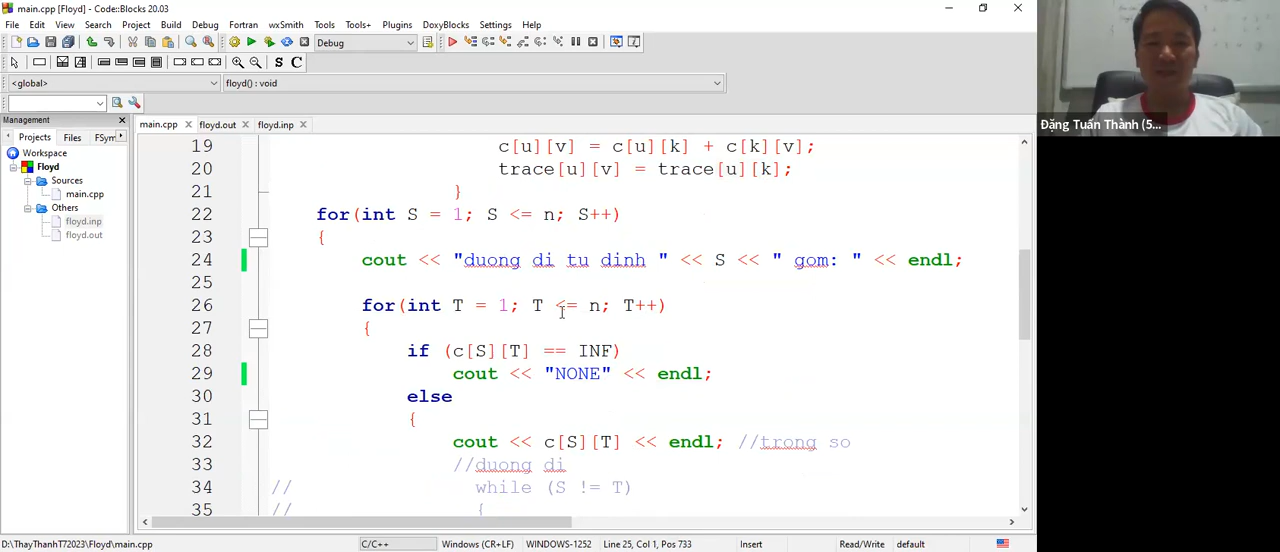 main.cpp [Floyd] - Code::Blocks 20.03
File Edit View Search Project Build Debug Fortran wxSmith Tools Tools+ Plugins DoxyBlocks Settings Help
Debug
S C
<global> floyd() : void
Management
Projects Files FSym
Workspace
Floyd
Sources
main.cpp
Others
floyd.inp
floyd.out
main.cpp floyd.out floyd.inp
19 c[u][v] = c[u][k] + c[k][v];
20 trace[u][v] = trace[u][k];
21 }
22 for(int S = 1; S <= n; S++)
23 {
24 cout << "duong di tu dinh " << S << " gom: " << endl;
25
26 for(int T = 1; T <= n; T++)
27 {
28 if (c[S][T] == INF)
29 cout << "NONE" << endl;
30 else
31 {
32 cout << c[S][T] << endl; //trong so
33 //duong di
34 // while (S != T)
35 // {
D:\ThayThanhT72023\Floyd\main.cpp C/C++ Windows (CR+LF) WINDOWS-1252 Line 25, Col 1, Pos 733 Insert Read/Write default
Đặng Tuấn Thành (5...